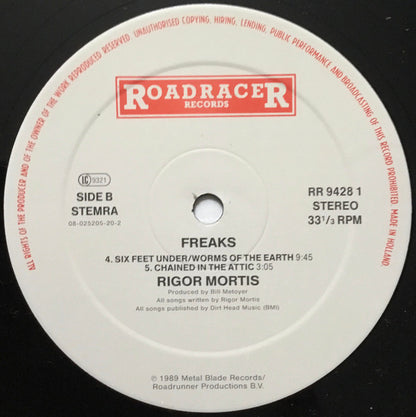 ALL RIGHTS OF THE PRODUCER AND OF THE OWNER OF THE WORK REPRODUCED RESERVED. UNAUTHORISED COPYING, HIRING, LENDING, PUBLIC PERFORMANCE AND BROADCASTING OF THIS RECORD PROHIBITED. MADE IN HOLLAND.
ROADRACER
RECORDS
LC 9321
SIDE B
STEMRA
08-025205-20-2
RR 9428 1
STEREO
33 1/3 RPM
FREAKS
4. SIX FEET UNDER/WORMS OF THE EARTH 9:45
5. CHAINED IN THE ATTIC 3:05
RIGOR MORTIS
Produced by Bill Metoyer
All songs written by Rigor Mortis
All songs published by Dirt Head Music (BMI)
℗ 1989 Metal Blade Records/
Roadrunner Productions B.V.